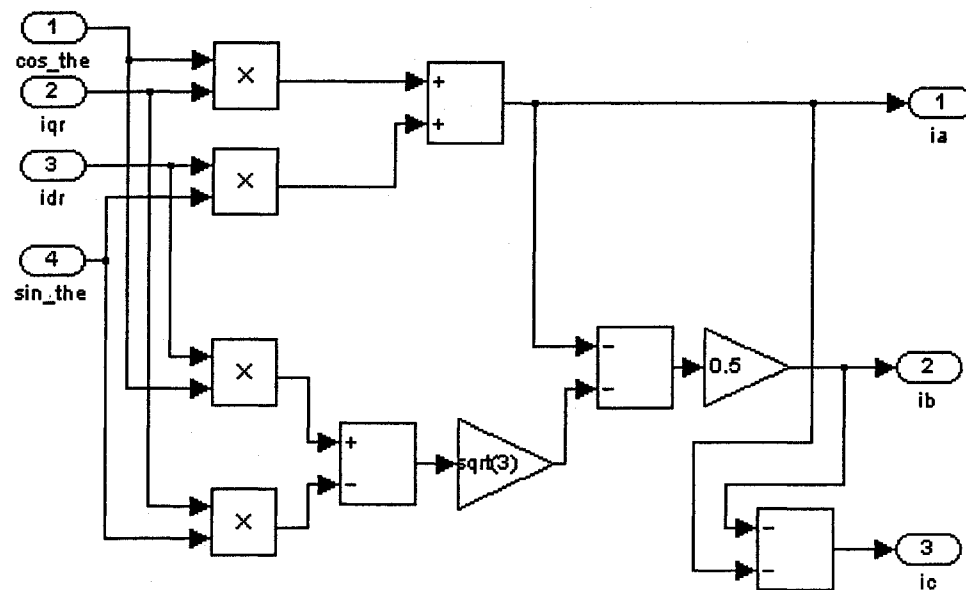 1
cos_the
2
iqr
3
idr
4
sin_the
×
×
×
×
+
+
+
−
sqrt(3)
−
−
0.5
−
−
1
ia
2
ib
3
ic